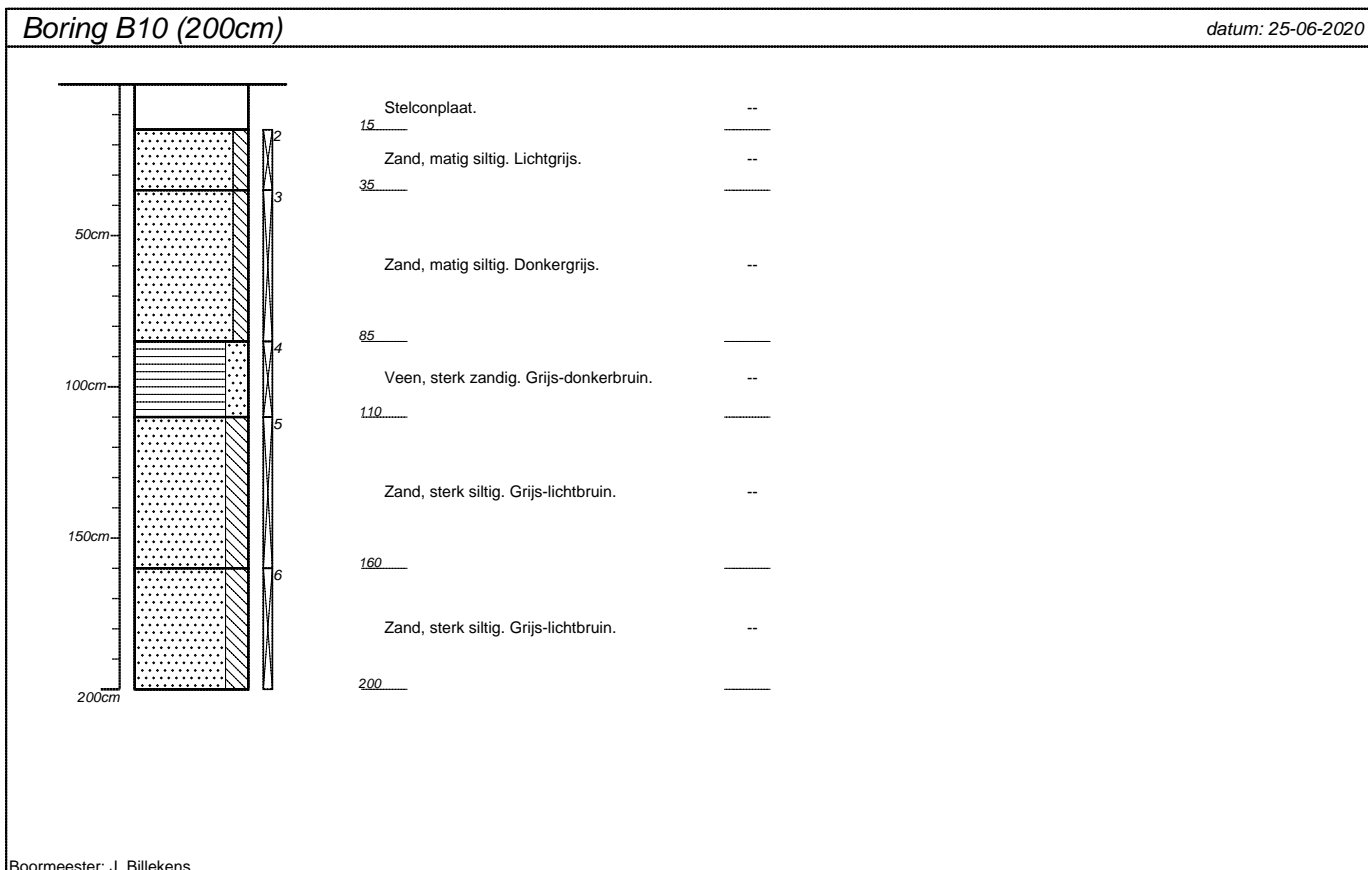 Boring B10 (200cm) datum: 25-06-2020
Stelconplaat. --
15
2
Zand, matig siltig. Lichtgrijs. --
35
3
50cm
Zand, matig siltig. Donkergrijs. --
85
4
100cm
Veen, sterk zandig. Grijs-donkerbruin. --
110
5
Zand, sterk siltig. Grijs-lichtbruin. --
150cm
160
6
Zand, sterk siltig. Grijs-lichtbruin. --
200
200cm
Boormeester: J. Billekens